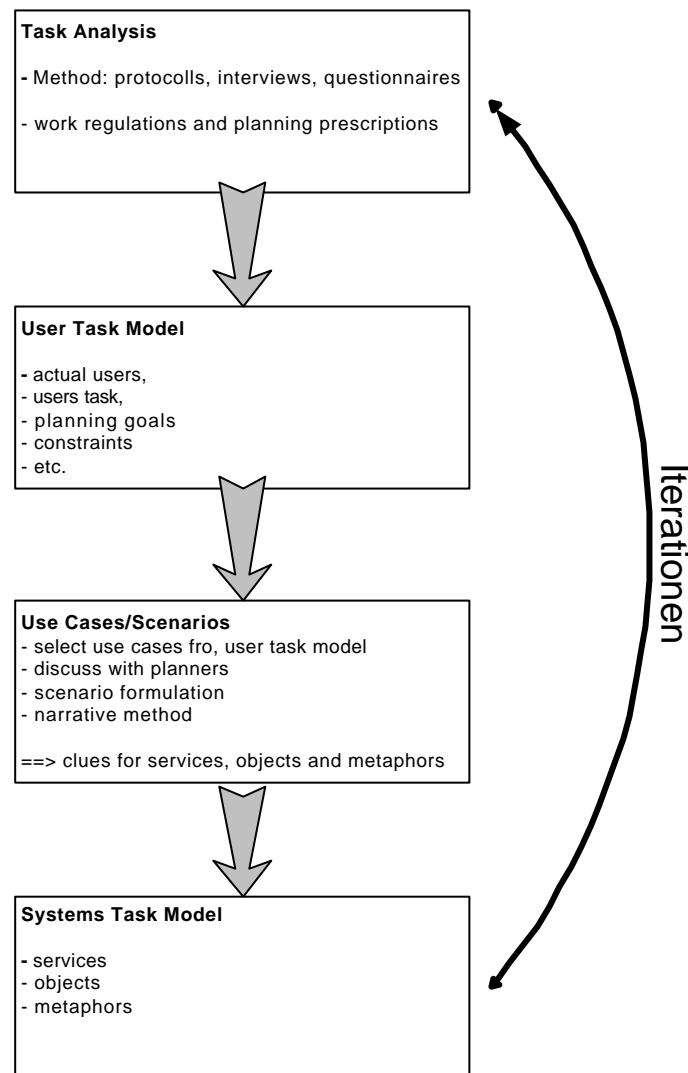 Task Analysis
- Method: protocolls, interviews, questionnaires
- work regulations and planning prescriptions
User Task Model
- actual users,
- users task,
- planning goals
- constraints
- etc.
Use Cases/Scenarios
- select use cases fro, user task model
- discuss with planners
- scenario formulation
- narrative method
==> clues for services, objects and metaphors
Systems Task Model
- services
- objects
- metaphors
Iterationen